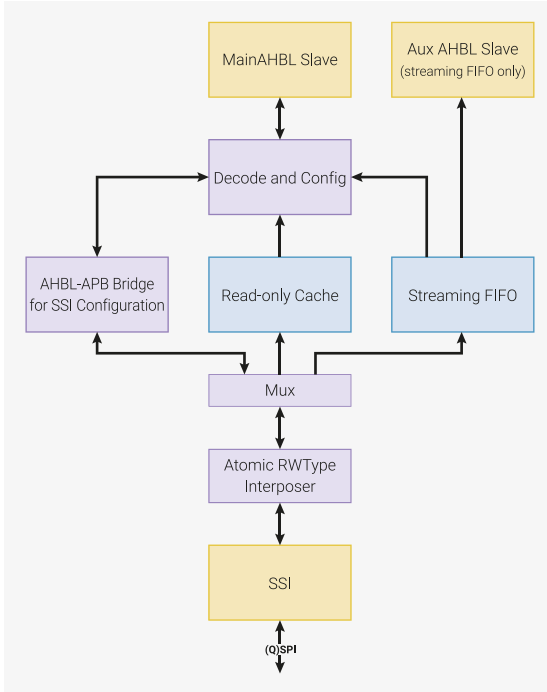 MainAHBL Slave
Aux AHBL Slave
(streaming FIFO only)
Decode and Config
AHBL-APB Bridge
for SSI Configuration
Read-only Cache
Streaming FIFO
Mux
Atomic RWType
Interposer
SSI
(Q)SPI